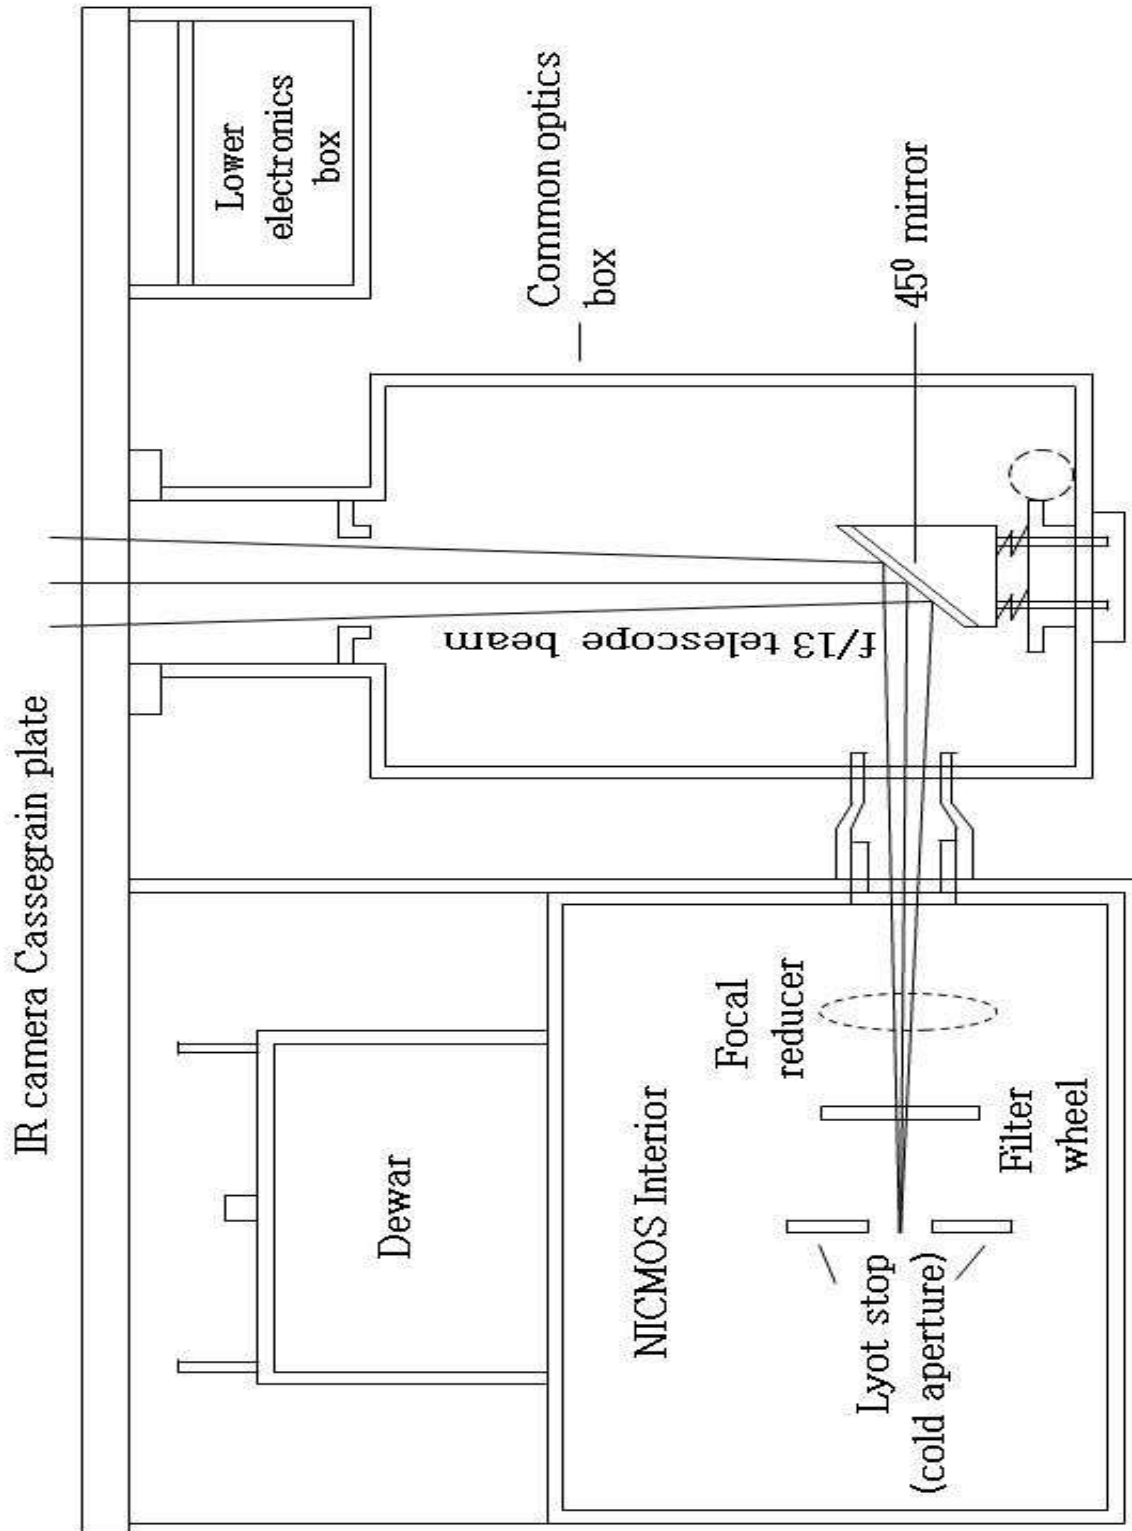 IR camera Cassegrain plate
Lower
electronics
box
Common optics
box
45⁰ mirror
f/13 telescope beam
Dewar
NICMOS Interior
Focal
reducer
Filter
wheel
Lyot stop
(cold aperture)